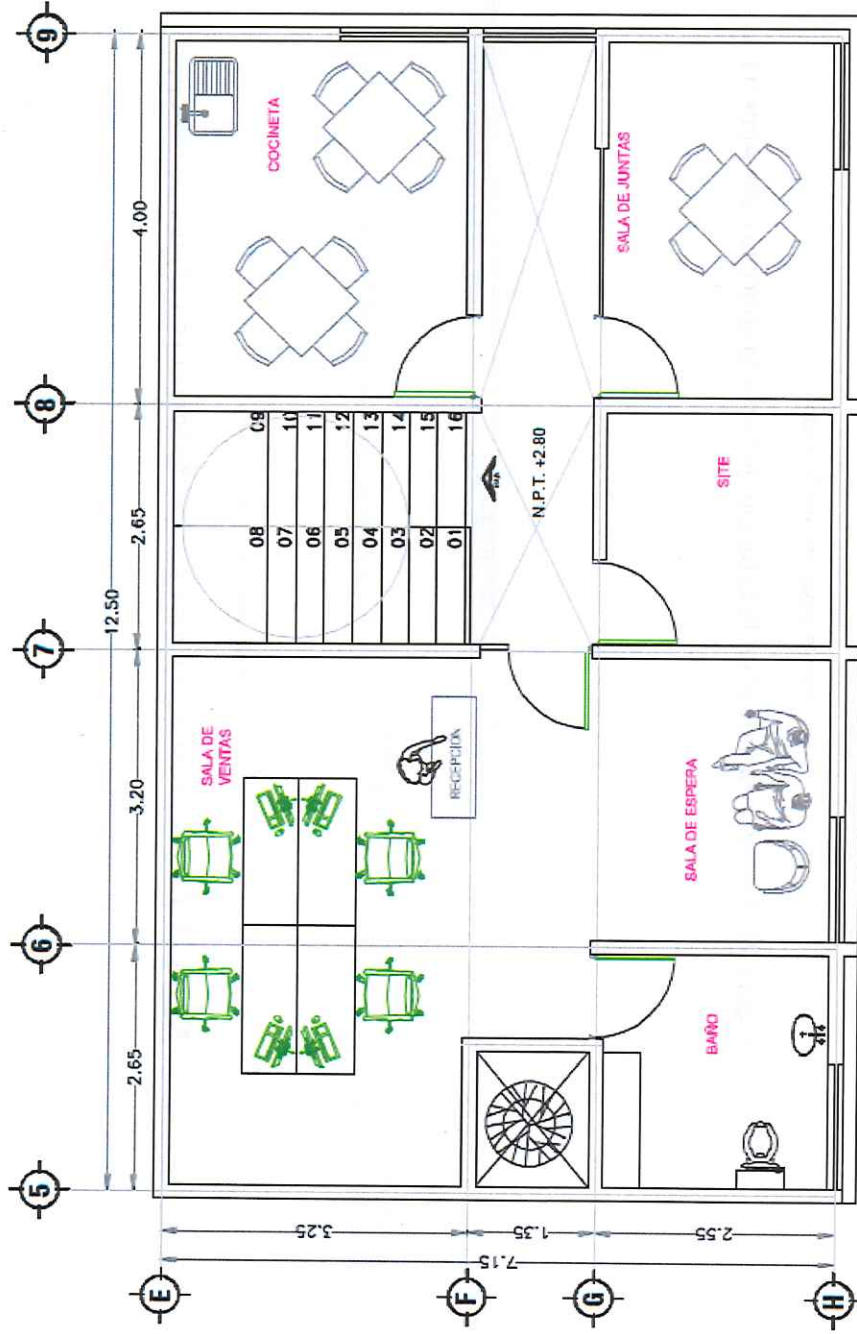 5 6 7 8 9
12.50
2.65 3.20 2.65 4.00
E
F
G
H
3.25
1.35
2.55
7.15
SALA DE
VENTAS
RECEPCION
08 09
07 10
06 11
05 12
04 13
03 14
02 15
01 16
COCINETA
N.P.T. +2.80
BAÑO
SALA DE ESPERA
SITE
SALA DE JUNTAS